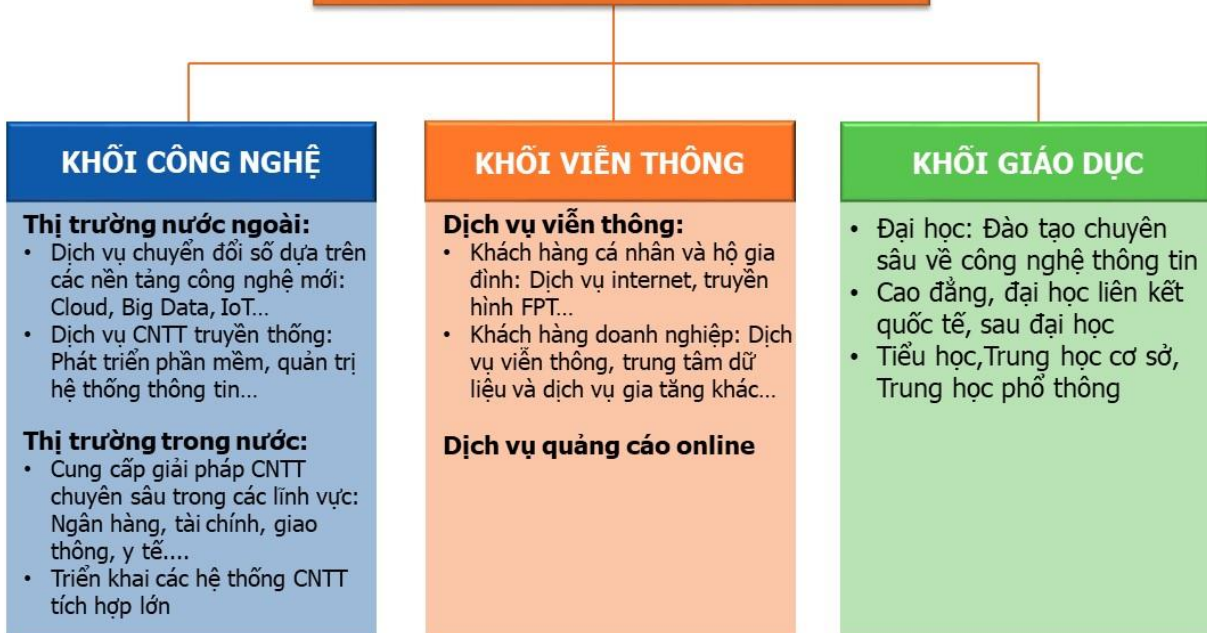 KHỐI CÔNG NGHỆ
Thị trường nước ngoài:
• Dịch vụ chuyển đổi số dựa trên
các nền tảng công nghệ mới:
Cloud, Big Data, IoT...
• Dịch vụ CNTT truyền thống:
Phát triển phần mềm, quản trị
hệ thống thông tin...
Thị trường trong nước:
• Cung cấp giải pháp CNTT
chuyên sâu trong các lĩnh vực:
Ngân hàng, tài chính, giao
thông, y tế....
• Triển khai các hệ thống CNTT
tích hợp lớn
KHỐI VIỄN THÔNG
Dịch vụ viễn thông:
• Khách hàng cá nhân và hộ gia
đình: Dịch vụ internet, truyền
hình FPT...
• Khách hàng doanh nghiệp: Dịch
vụ viễn thông, trung tâm dữ
liệu và dịch vụ gia tăng khác...
Dịch vụ quảng cáo online
KHỐI GIÁO DỤC
• Đại học: Đào tạo chuyên
sâu về công nghệ thông tin
• Cao đẳng, đại học liên kết
quốc tế, sau đại học
• Tiểu học,Trung học cơ sở,
Trung học phổ thông